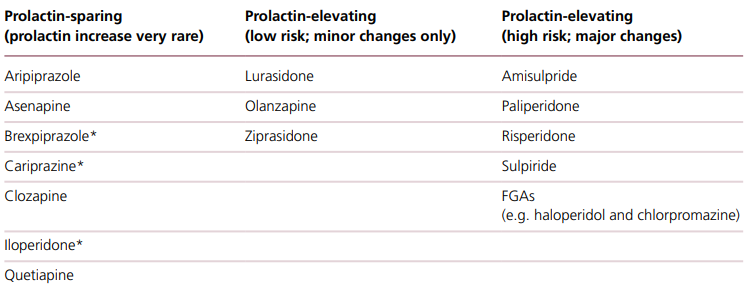 Prolactin-sparing Prolactin-elevating Prolactin-elevating
(prolactin increase very rare) (low risk; minor changes only) (high risk; major changes)
Aripiprazole Lurasidone Amisulpride
Asenapine Olanzapine Paliperidone
Brexpiprazole* Ziprasidone Risperidone
Cariprazine* Sulpiride
Clozapine FGAs
(e.g. haloperidol and chlorpromazine)
Iloperidone*
Quetiapine